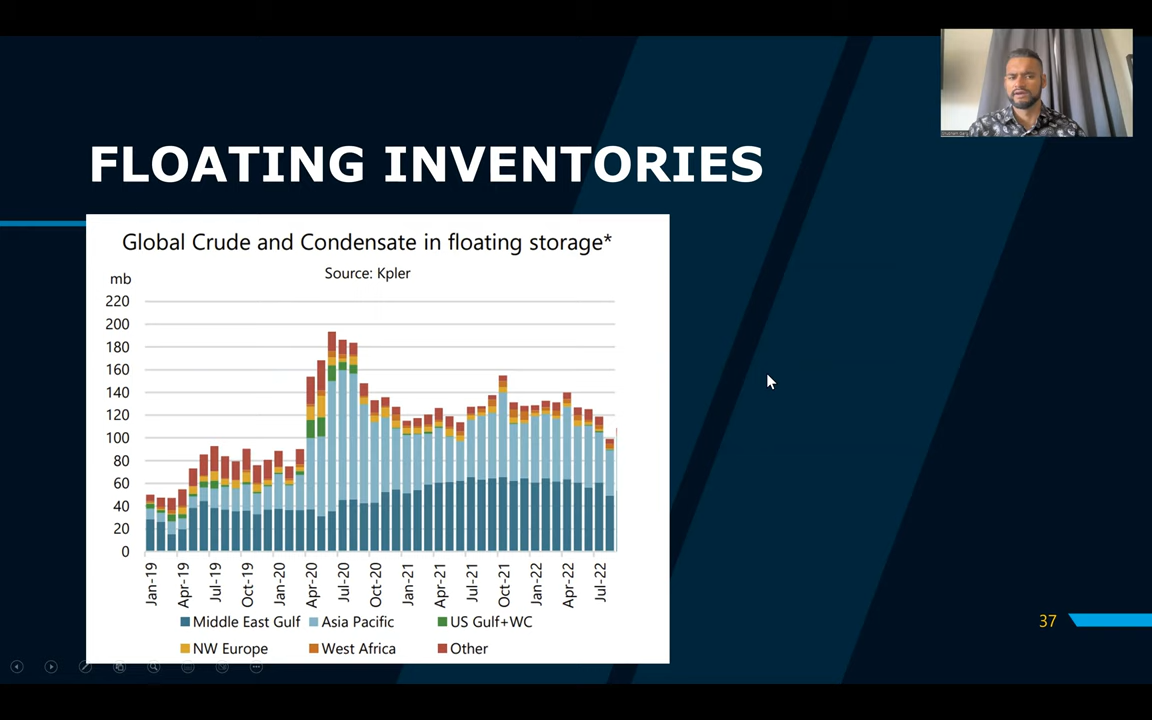 FLOATING INVENTORIES
Global Crude and Condensate in floating storage*
Source: Kpler
mb
220
200
180
160
140
120
100
80
60
40
20
0
Jan-19 Apr-19 Jul-19 Oct-19 Jan-20 Apr-20 Jul-20 Oct-20 Jan-21 Apr-21 Jul-21 Oct-21 Jan-22 Apr-22 Jul-22
Middle East Gulf Asia Pacific US Gulf+WC
NW Europe West Africa Other
37